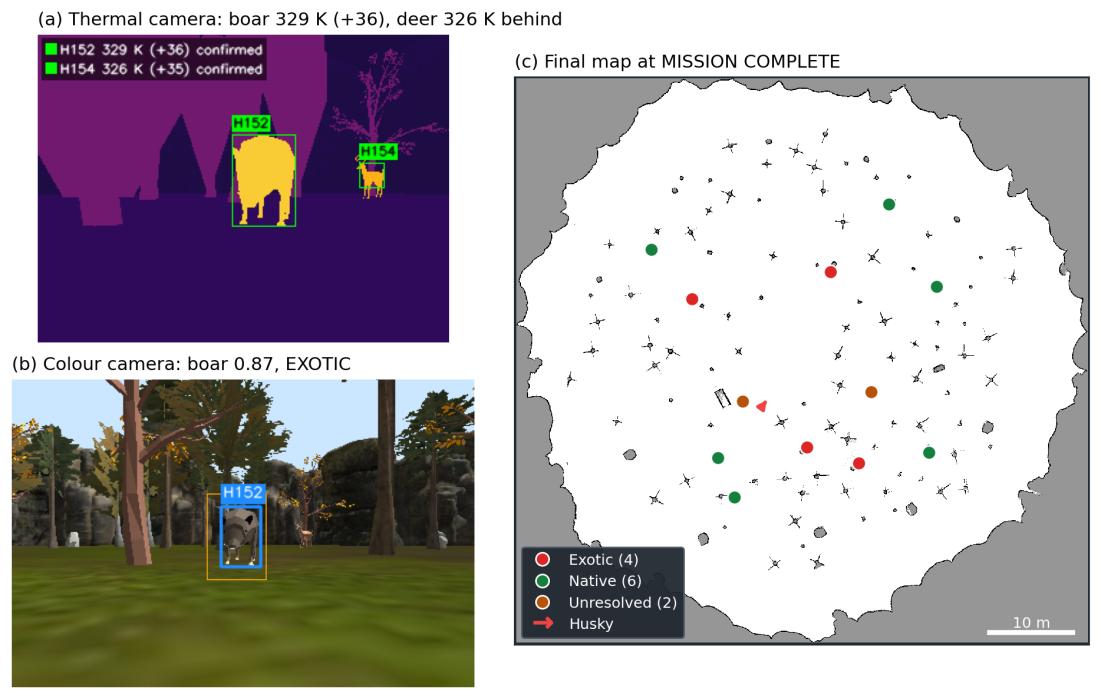 (a) Thermal camera: boar 329 K (+36), deer 326 K behind
H152 329 K (+36) confirmed
H154 326 K (+35) confirmed
H152
H154
(b) Colour camera: boar 0.87, EXOTIC
H152
(c) Final map at MISSION COMPLETE
Exotic (4)
Native (6)
Unresolved (2)
Husky
10 m